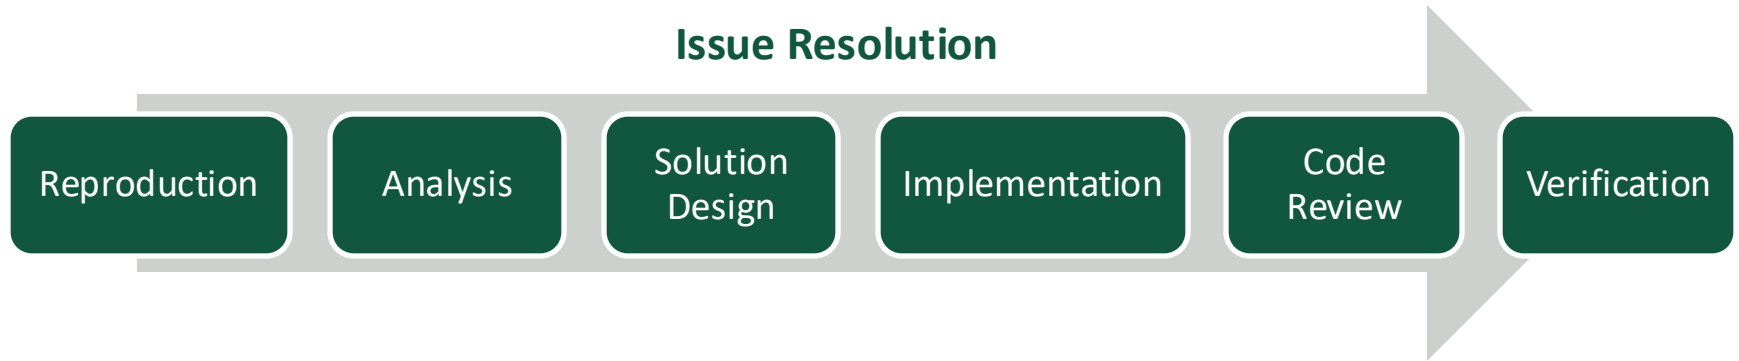 Issue Resolution
Reproduction
Analysis
Solution
Design
Implementation
Code
Review
Verification